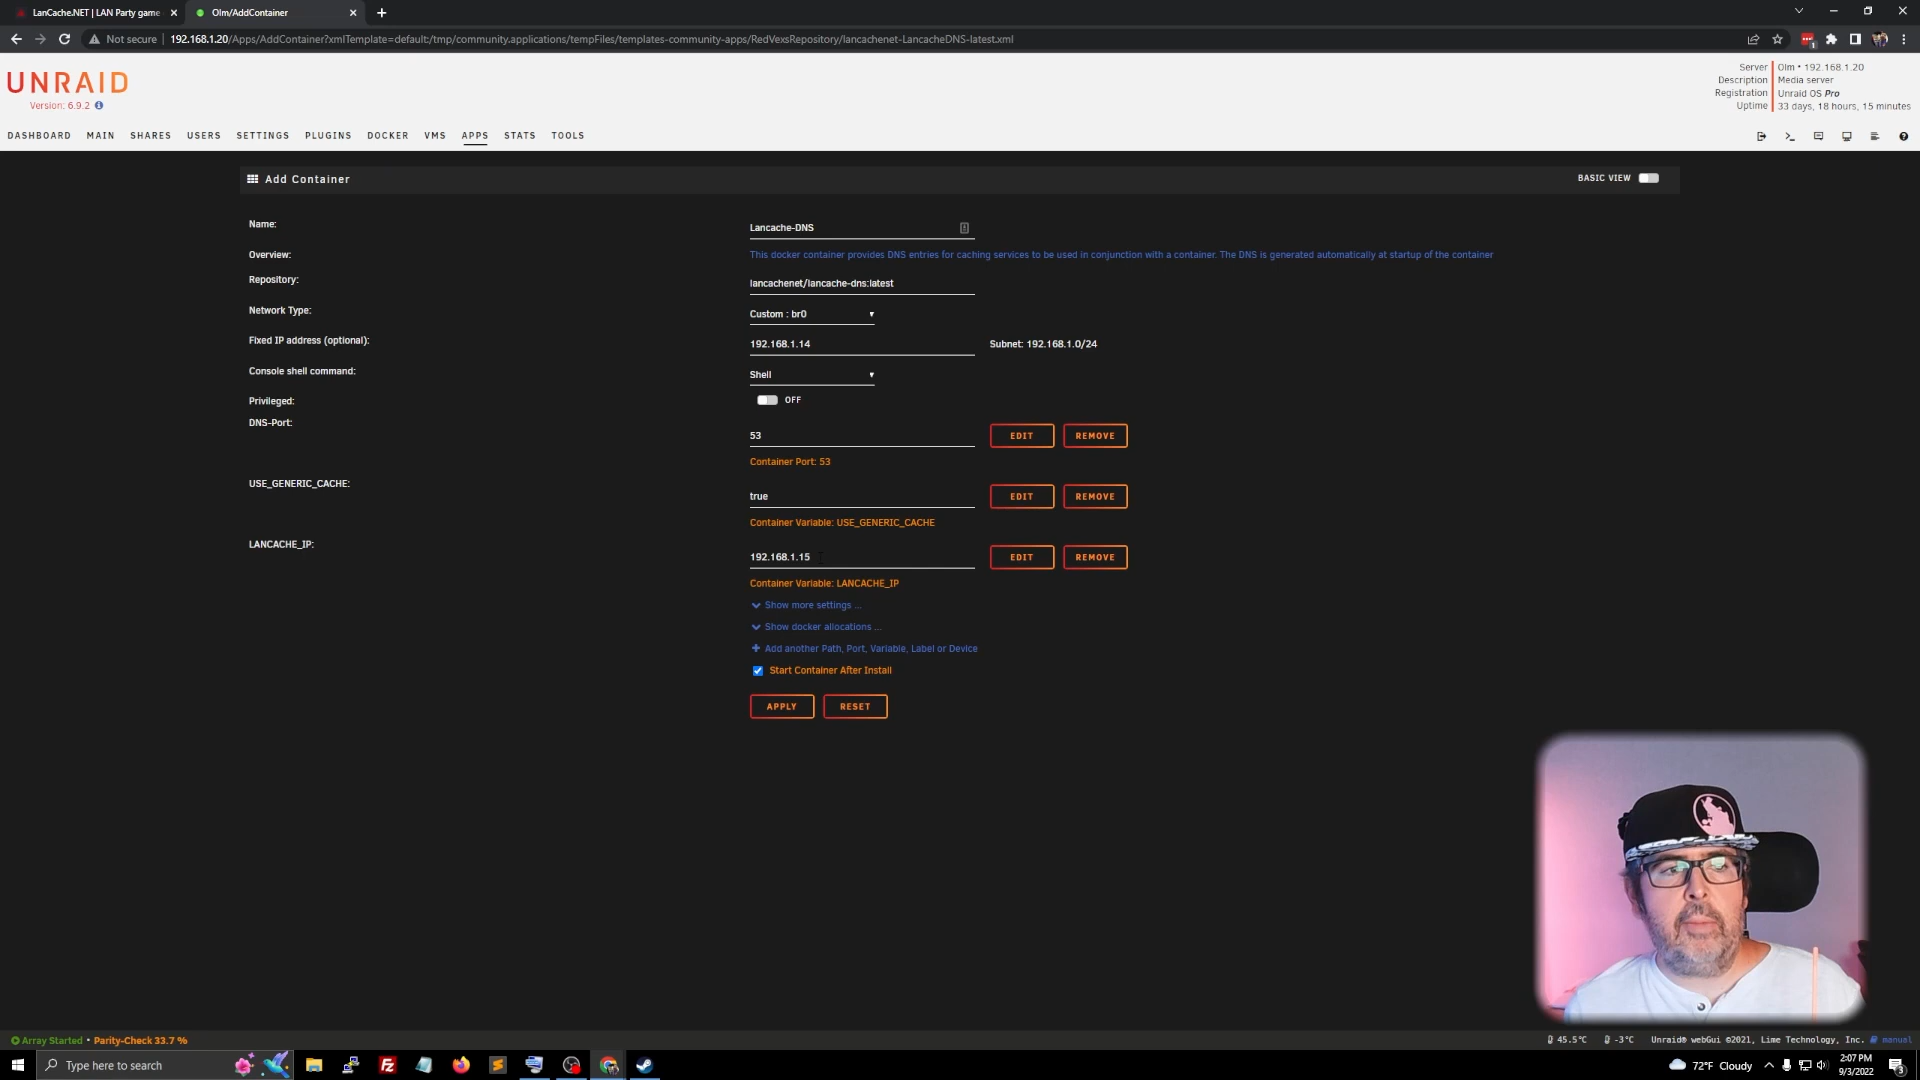 LanCache.NET | LAN Party game
Olm/AddContainer
Not secure
192.168.1.20/Apps/AddContainer?xmlTemplate=default:/tmp/community.applications/tempFiles/templates-community-apps/RedVexsRepository/lancachenet-LancacheDNS-latest.xml
UNRAID
Version: 6.9.2
Server Olm • 192.168.1.20
Description Media server
Registration Unraid OS Pro
Uptime 33 days, 18 hours, 15 minutes
DASHBOARD MAIN SHARES USERS SETTINGS PLUGINS DOCKER VMS APPS STATS TOOLS
Add Container
BASIC VIEW
Name: Lancache-DNS
Overview: This docker container provides DNS entries for caching services to be used in conjunction with a container. The DNS is generated automatically at startup of the container
Repository: lancachenet/lancache-dns:latest
Network Type: Custom : br0
Fixed IP address (optional): 192.168.1.14 Subnet: 192.168.1.0/24
Console shell command: Shell
Privileged: OFF
DNS-Port: 53 EDIT REMOVE
Container Port: 53
USE_GENERIC_CACHE: true EDIT REMOVE
Container Variable: USE_GENERIC_CACHE
LANCACHE_IP: 192.168.1.15 EDIT REMOVE
Container Variable: LANCACHE_IP
Show more settings ...
Show docker allocations ...
Add another Path, Port, Variable, Label or Device
Start Container After Install
APPLY RESET
Array Started • Parity-Check 33.7 %
45.5°C -3°C Unraid® webGui ©2021, Lime Technology, Inc. manual
Type here to search
72°F Cloudy
2:07 PM
9/3/2022